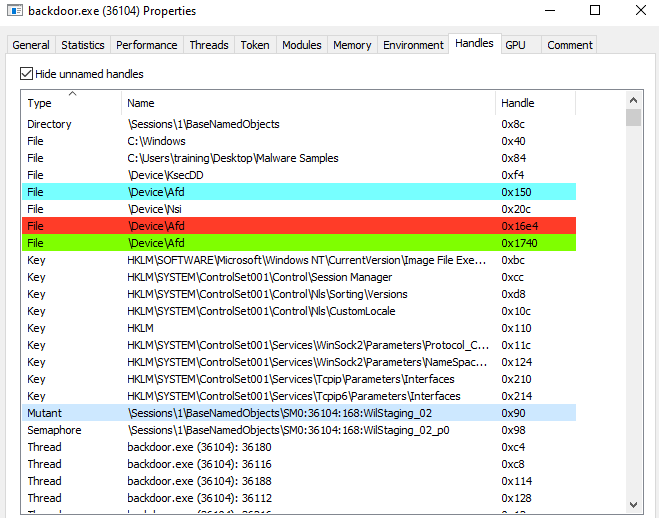 backdoor.exe (36104) Properties
General Statistics Performance Threads Token Modules Memory Environment Handles GPU Comment
Hide unnamed handles
Type Name Handle
Directory \Sessions\1\BaseNamedObjects 0x8c
File C:\Windows 0x40
File C:\Users\training\Desktop\Malware Samples 0x84
File \Device\KsecDD 0xf4
File \Device\Afd 0x150
File \Device\Nsi 0x20c
File \Device\Afd 0x16e4
File \Device\Afd 0x1740
Key HKLM\SOFTWARE\Microsoft\Windows NT\CurrentVersion\Image File Exe... 0xbc
Key HKLM\SYSTEM\ControlSet001\Control\Session Manager 0xcc
Key HKLM\SYSTEM\ControlSet001\Control\Nls\Sorting\Versions 0xd8
Key HKLM\SYSTEM\ControlSet001\Control\Nls\CustomLocale 0x10c
Key HKLM 0x110
Key HKLM\SYSTEM\ControlSet001\Services\WinSock2\Parameters\Protocol_C... 0x11c
Key HKLM\SYSTEM\ControlSet001\Services\WinSock2\Parameters\NameSpac... 0x124
Key HKLM\SYSTEM\ControlSet001\Services\Tcpip\Parameters\Interfaces 0x210
Key HKLM\SYSTEM\ControlSet001\Services\Tcpip6\Parameters\Interfaces 0x214
Mutant \Sessions\1\BaseNamedObjects\SM0:36104:168:WilStaging_02 0x90
Semaphore \Sessions\1\BaseNamedObjects\SM0:36104:168:WilStaging_02_p0 0x98
Thread backdoor.exe (36104): 36180 0xc4
Thread backdoor.exe (36104): 36116 0xc8
Thread backdoor.exe (36104): 36188 0x114
Thread backdoor.exe (36104): 36112 0x128